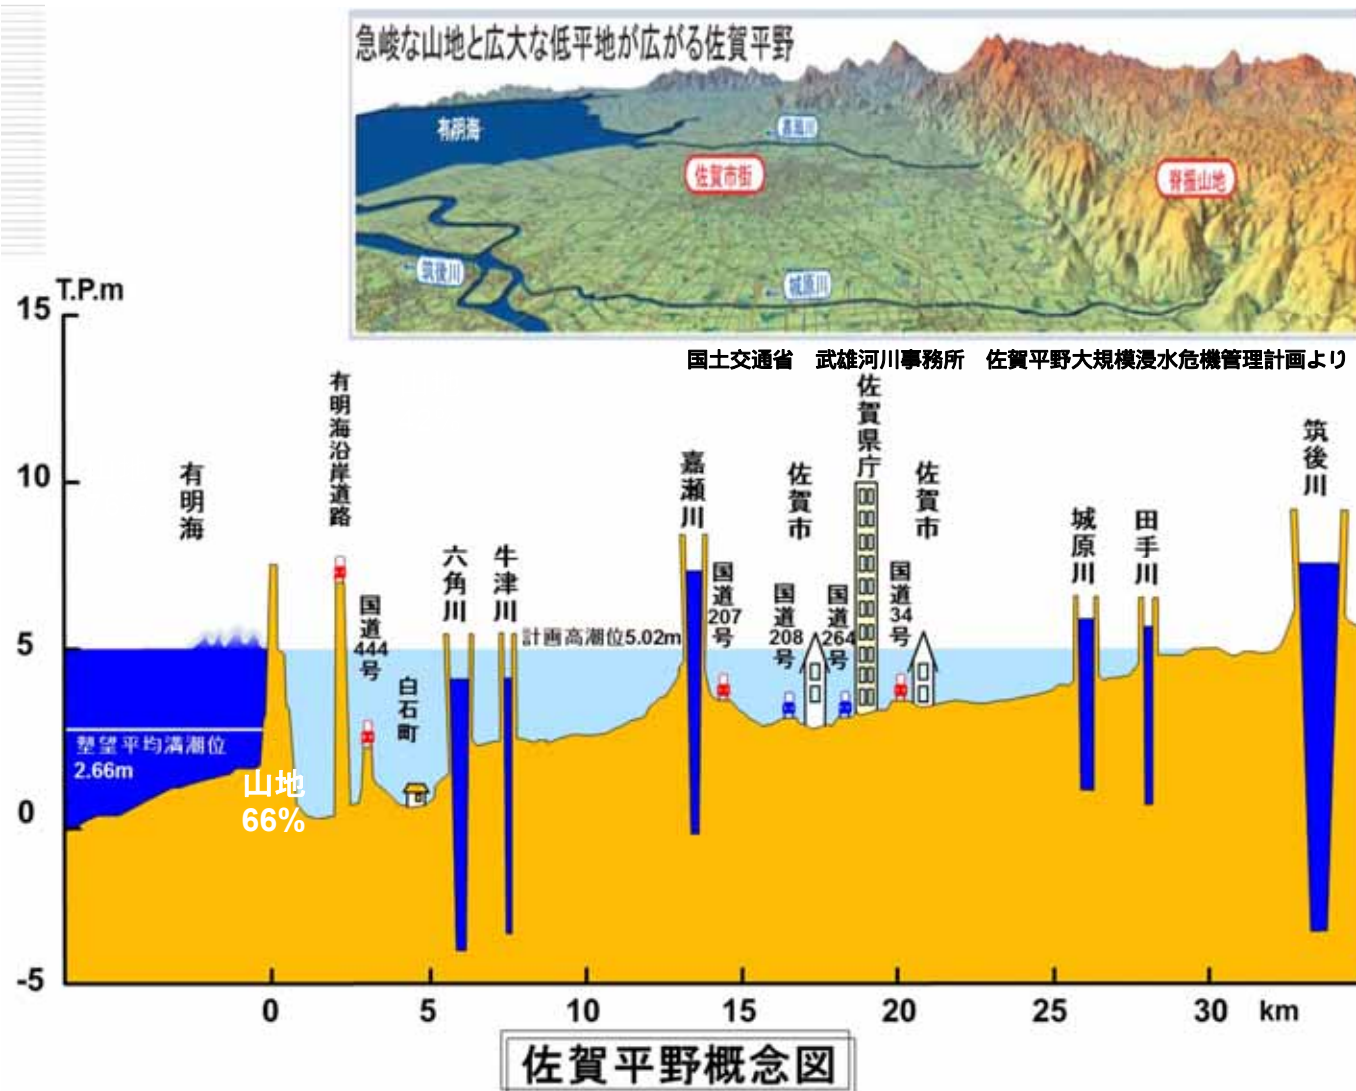 急峻な山地と広大な低平地が広がる佐賀平野
有明海
嘉瀬川
佐賀市街
脊振山地
筑後川
城原川
国土交通省 武雄河川事務所 佐賀平野大規模浸水危機管理計画より
T.P.m
15
10
5
0
-5
有明海
有明海沿岸道路
国道444号
白石町
六角川
牛津川
計画高潮位5.02m
嘉瀬川
国道207号
佐賀市
国道208号
国道264号
佐賀県庁
国道34号
佐賀市
城原川
田手川
筑後川
朔望平均満潮位
2.66m
山地
66%
0 5 10 15 20 25 30 km
佐賀平野概念図